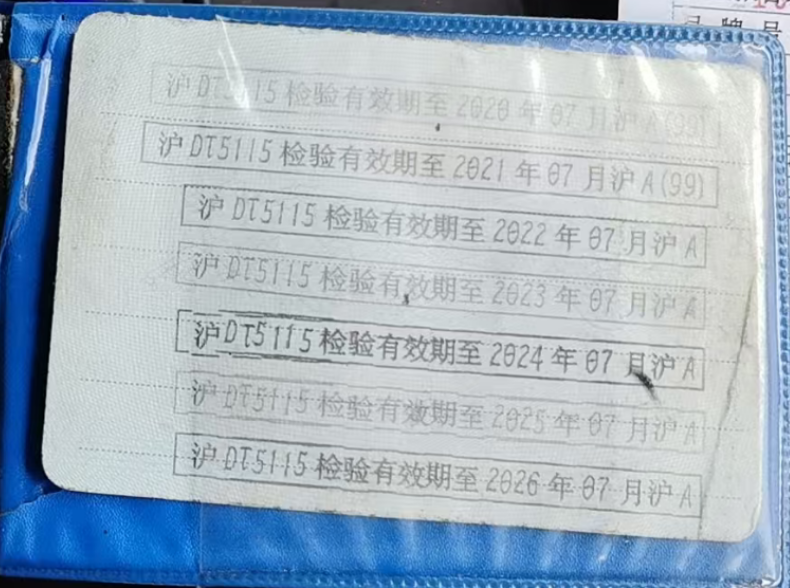 号牌号
沪DT5115检验有效期至2020年07月沪A(99)
沪DT5115检验有效期至2021年07月沪A(99)
沪DT5115检验有效期至2022年07月沪A
沪DT5115检验有效期至2023年07月沪A
沪DT5115检验有效期至2024年07月沪A
沪DT5115检验有效期至2025年07月沪A
沪DT5115检验有效期至2026年07月沪A